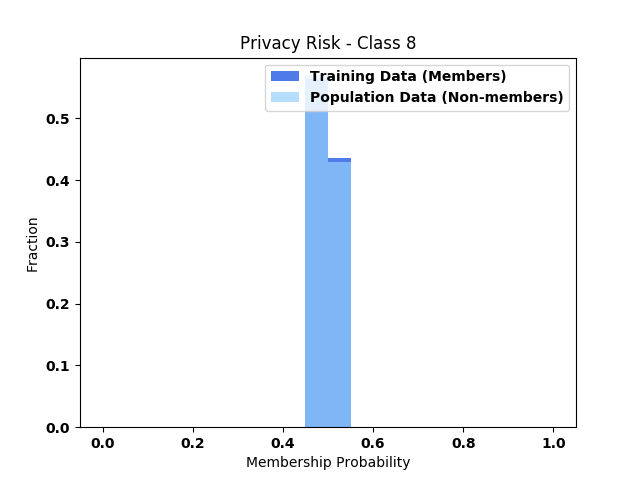 Privacy Risk - Class 8
Training Data (Members)
Population Data (Non-members)
Fraction
0.5
0.4
0.3
0.2
0.1
0.0
0.0 0.2 0.4 0.6 0.8 1.0
Membership Probability